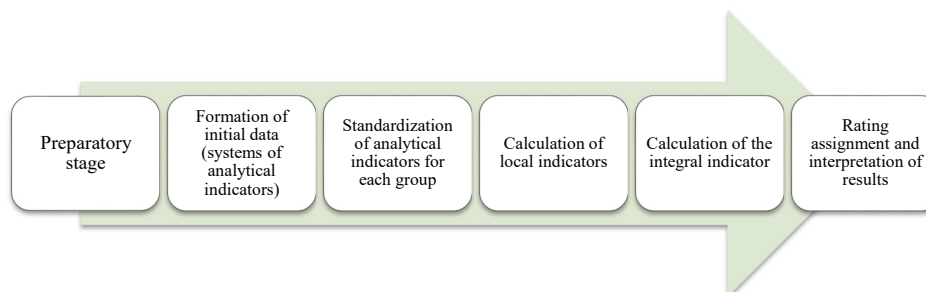 Preparatory
stage
Formation of
initial data
(systems of
analytical
indicators)
Standardization
of analytical
indicators for
each group
Calculation of
local indicators
Calculation of the
integral indicator
Rating
assignment and
interpretation of
results